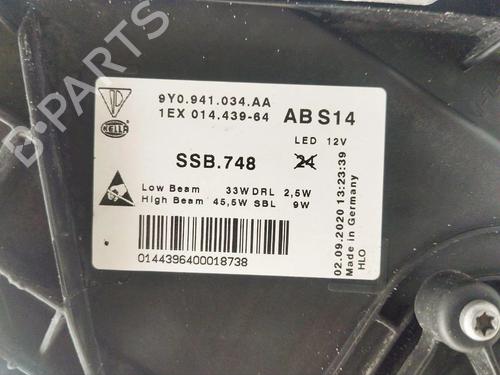 B-PARTS
HELLA
9Y0.941.034.AA
1EX 014.439-64 AB S14
LED 12V
SSB.748 24
Low Beam 33W DRL 2,5W
High Beam 45,5W SBL 9W
0144396400018738
02.09.2020 13:23:39
Made in Germany
HLO